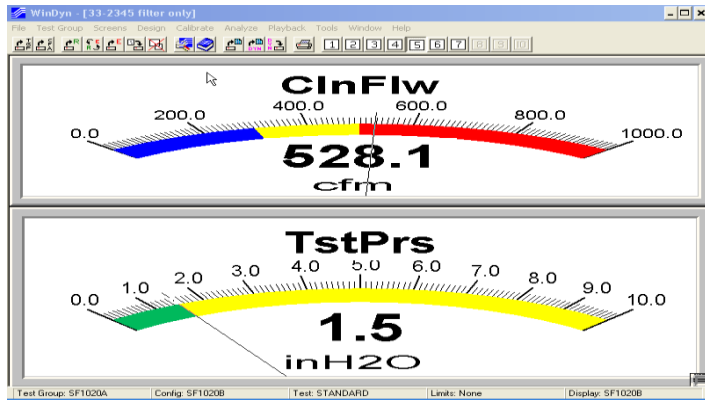 WinDyn - [33-2345 filter only]
File Test Group Screens Design Calibrate Analyze Playback Tools Window Help
1 2 3 4 5 6 7 8 9 10
ClnFlw
0.0 200.0 400.0 600.0 800.0 1000.0
528.1
cfm
TstPrs
0.0 1.0 2.0 3.0 4.0 5.0 6.0 7.0 8.0 9.0 10.0
1.5
inH2O
Test Group: SF1020A Config: SF1020B Test: STANDARD Limits: None Display: SF1020B